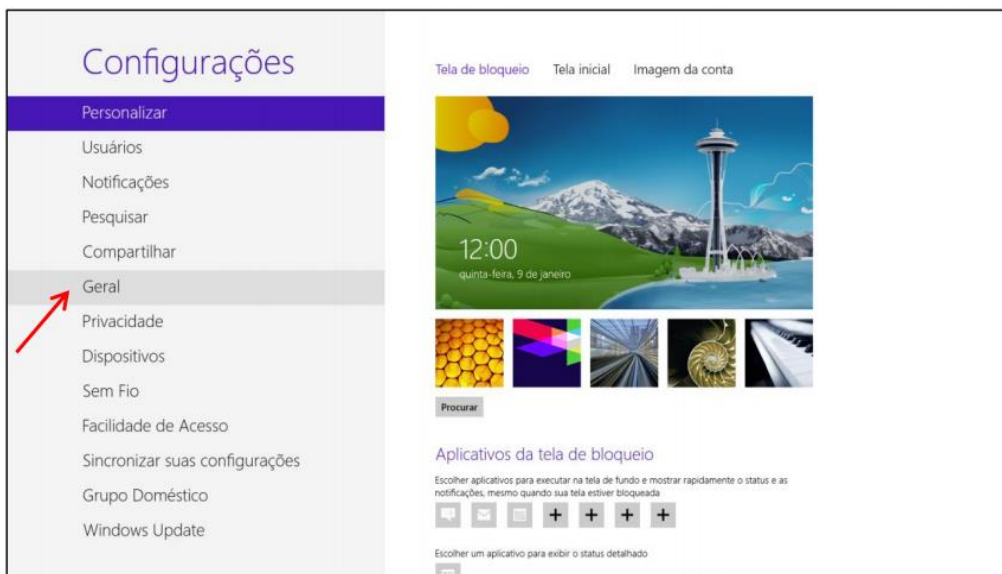 Configurações
Personalizar
Usuários
Notificações
Pesquisar
Compartilhar
Geral
Privacidade
Dispositivos
Sem Fio
Facilidade de Acesso
Sincronizar suas configurações
Grupo Doméstico
Windows Update
Tela de bloqueio Tela inicial Imagem da conta
12:00
quinta-feira, 9 de janeiro
Procurar
Aplicativos da tela de bloqueio
Escolher aplicativos para executar na tela de fundo e mostrar rapidamente o status e as
notificações, mesmo quando sua tela estiver bloqueada
Escolher um aplicativo para exibir o status detalhado